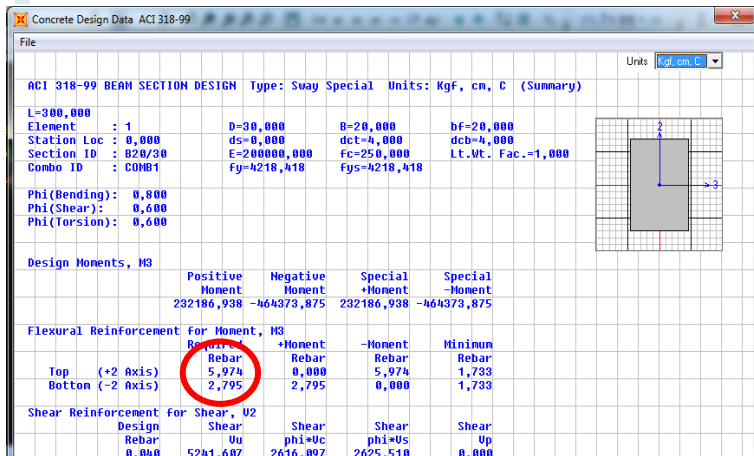 Concrete Design Data ACI 318-99
File
Units Kgf, cm, C
ACI 318-99 BEAM SECTION DESIGN Type: Sway Special Units: Kgf, cm, C (Summary)
L=300,000
Element : 1 D=30,000 B=20,000 bf=20,000
Station Loc : 0,000 ds=0,000 dct=4,000 dcb=4,000
Section ID : B20/30 E=200000,000 fc=250,000 Lt.Wt. Fac.=1,000
Combo ID : COMB1 fy=4218,418 fys=4218,418
Phi(Bending): 0,800
Phi(Shear): 0,600
Phi(Torsion): 0,600
2
3
Design Moments, M3
Positive Negative Special Special
Moment Moment +Moment -Moment
232186,938 -464373,875 232186,938 -464373,875
Flexural Reinforcement for Moment, M3
Required +Moment -Moment Minimum
Rebar Rebar Rebar Rebar
Top (+2 Axis) 5,974 0,000 5,974 1,733
Bottom (-2 Axis) 2,795 2,795 0,000 1,733
Shear Reinforcement for Shear, V2
Design Shear Shear Shear Shear
Rebar Vu phi*Vc phi*Vs Vp
0,040 5241,607 2616,097 2625,510 0,000